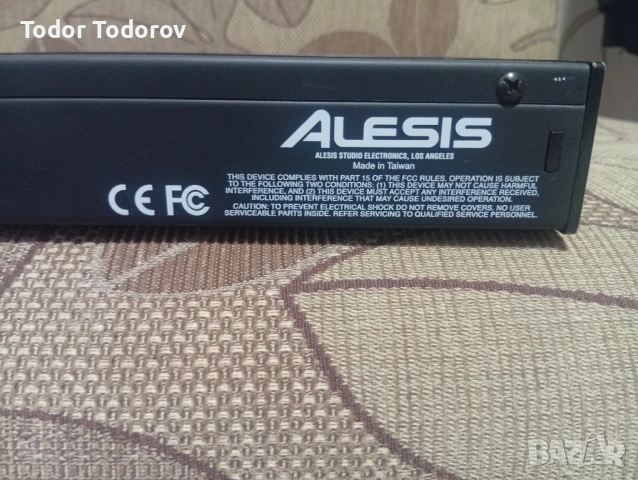 Todor Todorov
ALESIS
ALESIS STUDIO ELECTRONICS, LOS ANGELES
Made in Taiwan
THIS DEVICE COMPLIES WITH PART 15 OF THE FCC RULES. OPERATION IS SUBJECT
TO THE FOLLOWING TWO CONDITIONS: (1) THIS DEVICE MAY NOT CAUSE HARMFUL
INTERFERENCE, AND (2) THIS DEVICE MUST ACCEPT ANY INTERFERENCE RECEIVED,
INCLUDING INTERFERENCE THAT MAY CAUSE UNDESIRED OPERATION.
CAUTION: TO PREVENT ELECTRICAL SHOCK DO NOT REMOVE COVERS. NO USER
SERVICEABLE PARTS INSIDE. REFER SERVICING TO QUALIFIED SERVICE PERSONNEL.
CE FC
BAZAR